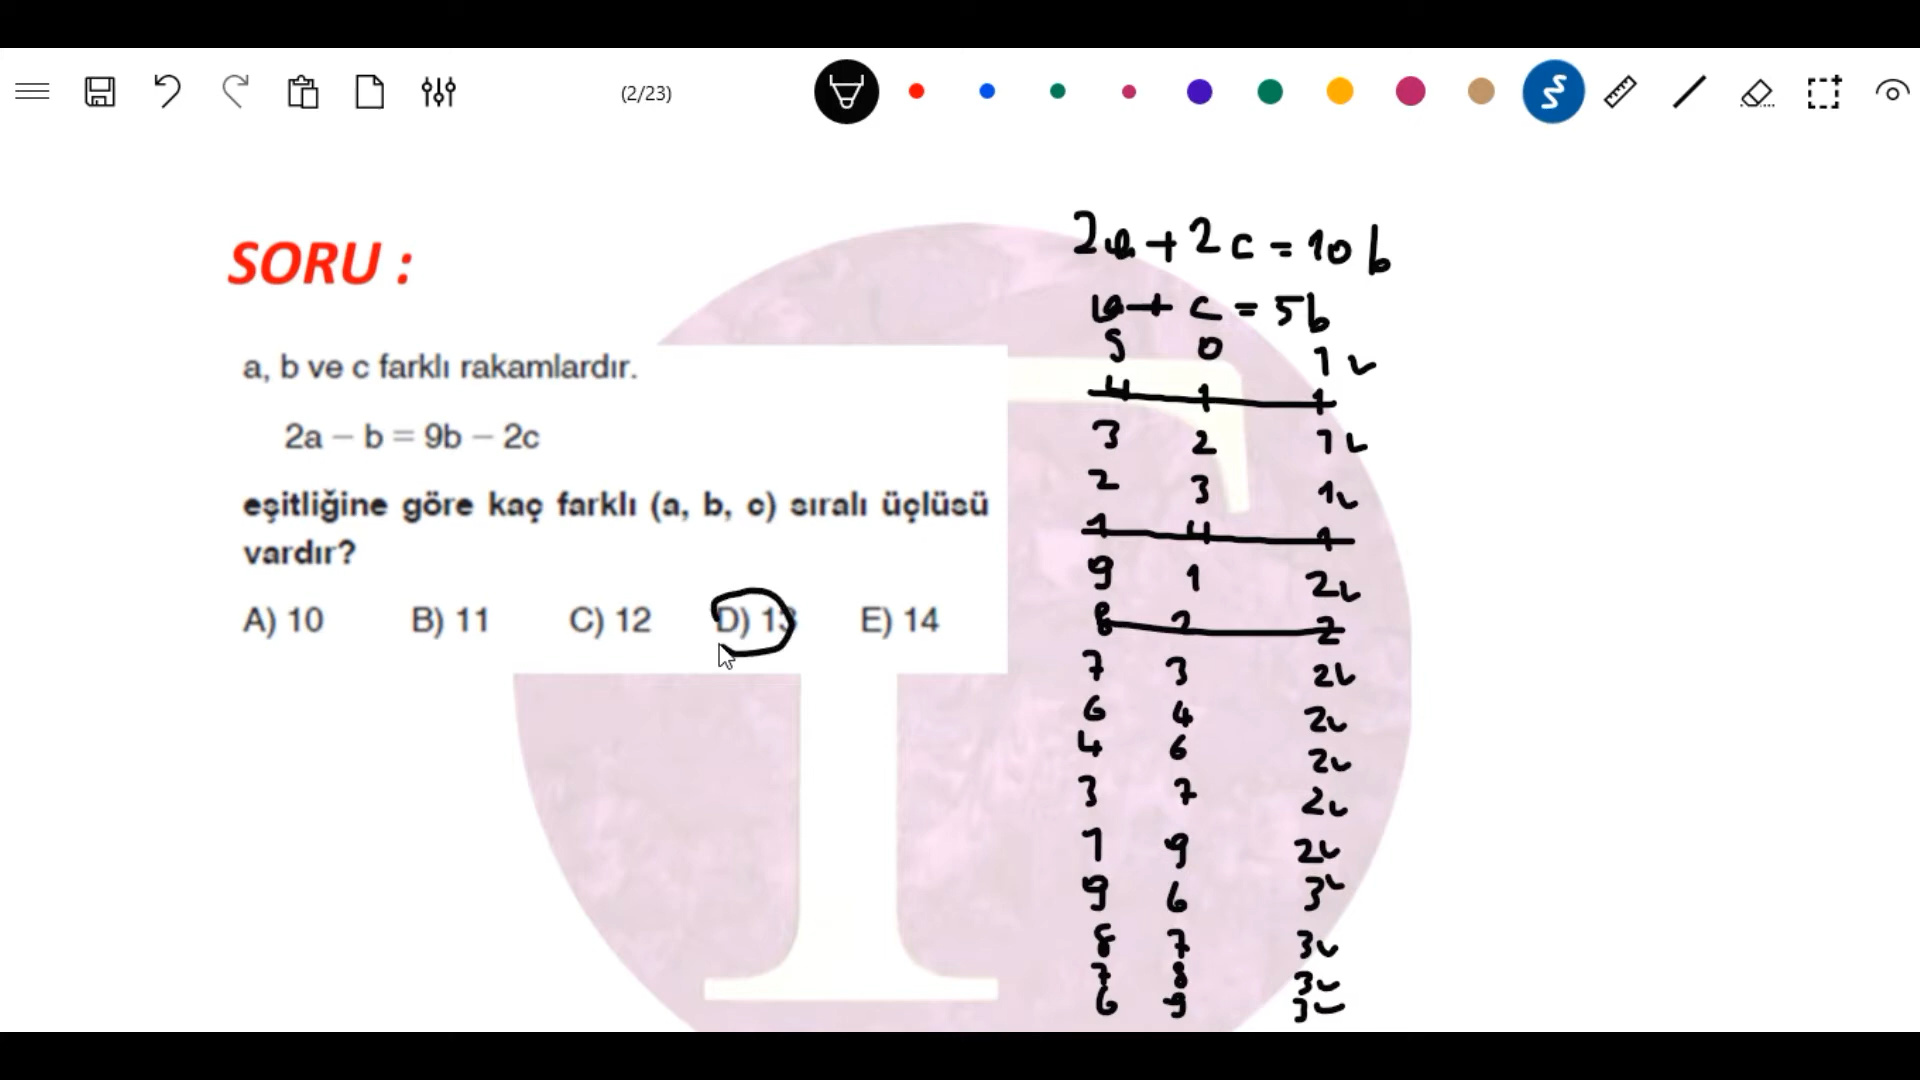 (2/23)
SORU :
a, b ve c farklı rakamlardır.
2a − b = 9b − 2c
eşitliğine göre kaç farklı (a, b, c) sıralı üçlüsü
vardır?
A) 10 B) 11 C) 12 D) 13 E) 14
2a + 2c = 10b
a + c = 5b
5 0 1
4 1 1
3 2 1
2 3 1
1 4 1
9 1 2
8 2 2
7 3 2
6 4 2
4 6 2
3 7 2
1 9 2
9 6 3
8 7 3
7 8 3
6 9 3